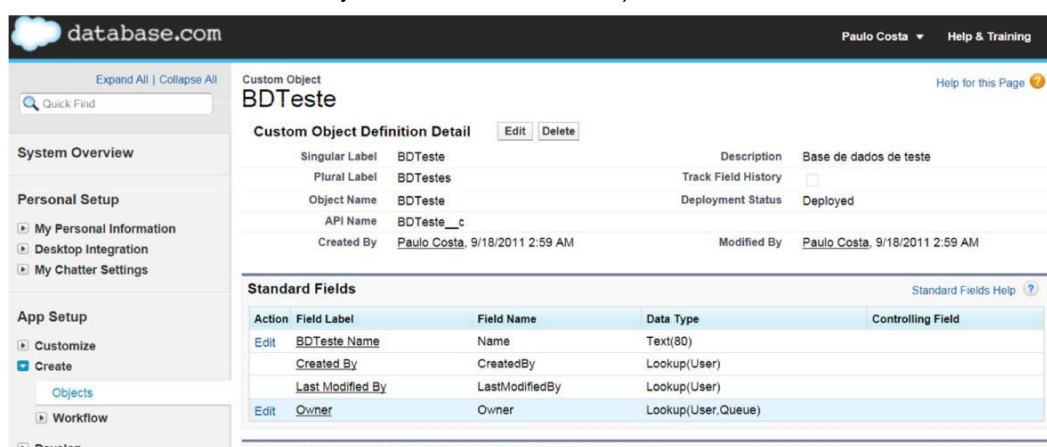 database.com
Paulo Costa
Help & Training
Expand All | Collapse All
Quick Find
System Overview
Personal Setup
My Personal Information
Desktop Integration
My Chatter Settings
App Setup
Customize
Create
Objects
Workflow
Custom Object
BDTeste
Help for this Page
Custom Object Definition Detail Edit Delete
Singular Label BDTeste Description Base de dados de teste
Plural Label BDTestes Track Field History
Object Name BDTeste Deployment Status Deployed
API Name BDTeste__c
Created By Paulo Costa, 9/18/2011 2:59 AM Modified By Paulo Costa, 9/18/2011 2:59 AM
Standard Fields Standard Fields Help ?
Action Field Label Field Name Data Type Controlling Field
Edit BDTeste Name Name Text(80)
Created By CreatedBy Lookup(User)
Last Modified By LastModifiedBy Lookup(User)
Edit Owner Owner Lookup(User,Queue)